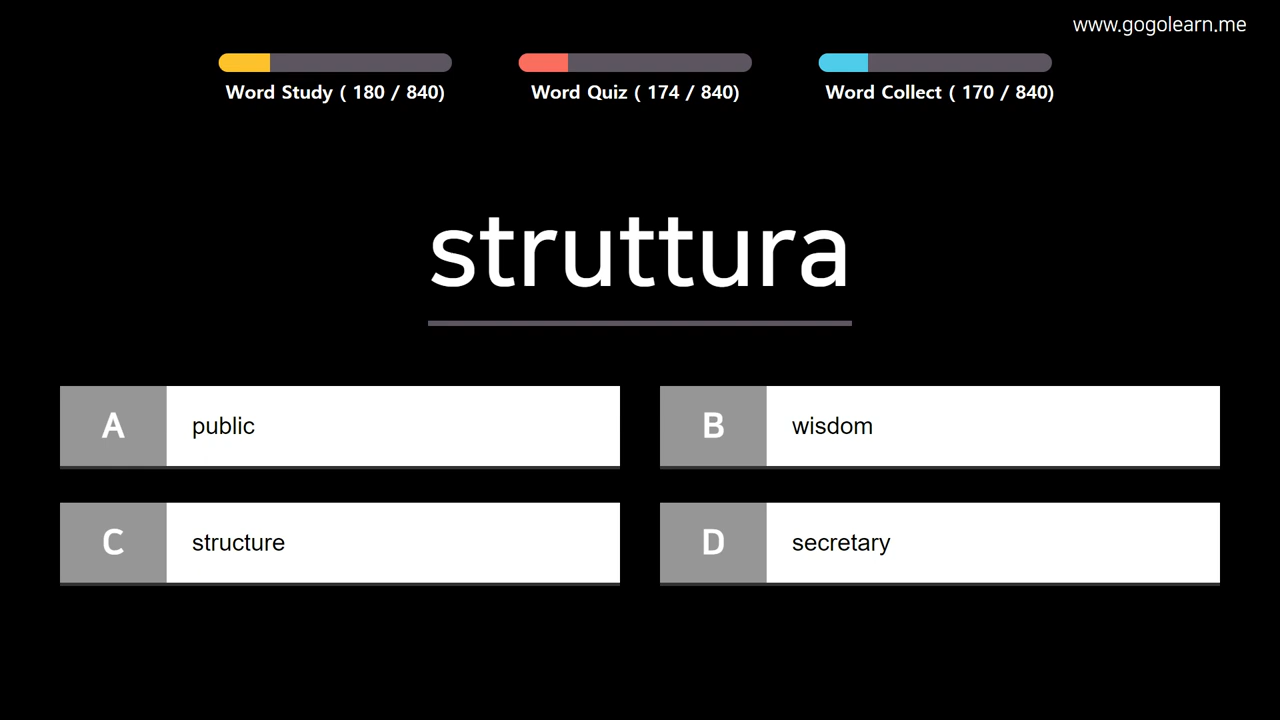 www.gogolearn.me
Word Study ( 180 / 840)
Word Quiz ( 174 / 840)
Word Collect ( 170 / 840)
struttura
A public
B wisdom
C structure
D secretary